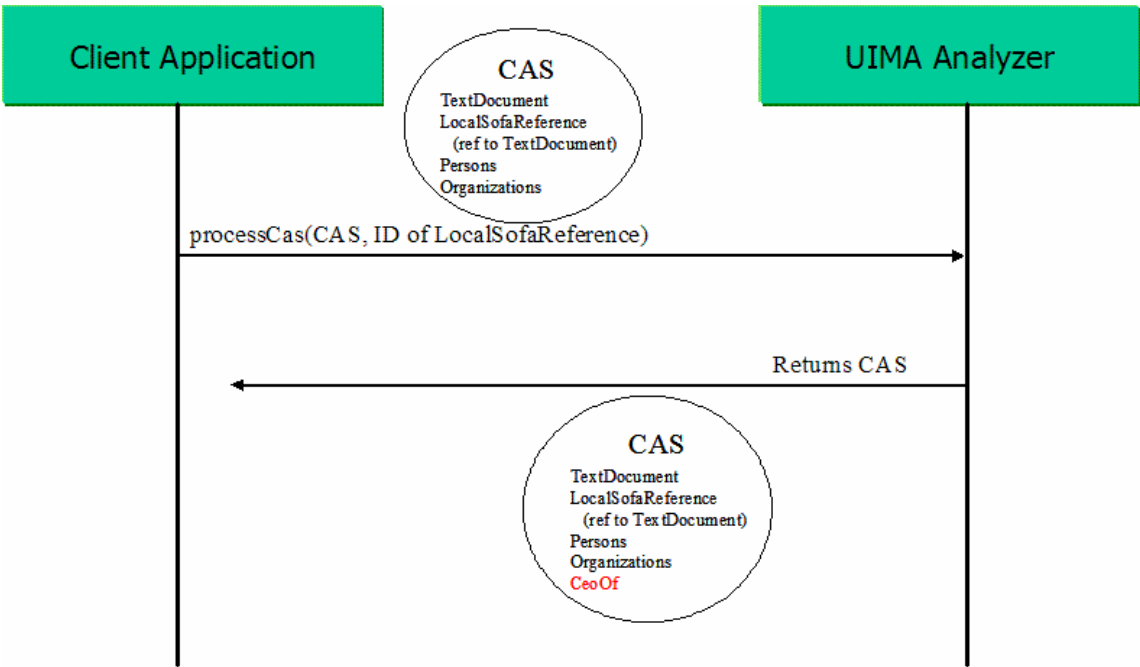 Client Application
UIMA Analyzer
CAS
TextDocument
LocalSofaReference
(ref to TextDocument)
Persons
Organizations
processCas(CAS, ID of LocalSofaReference)
Returns CAS
CAS
TextDocument
LocalSofaReference
(ref to TextDocument)
Persons
Organizations
CeoOf